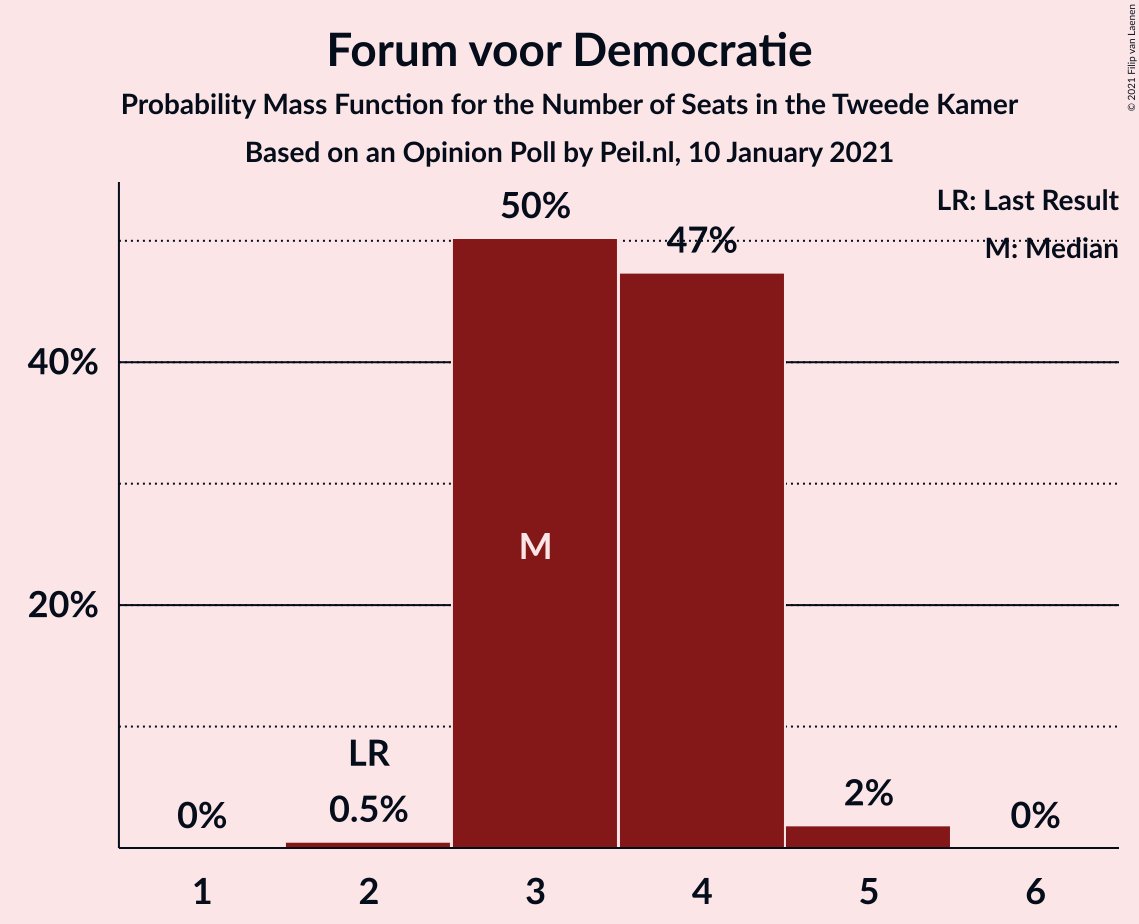 Forum voor Democratie
Probability Mass Function for the Number of Seats in the Tweede Kamer
Based on an Opinion Poll by Peil.nl, 10 January 2021
© 2021 Filip van Laenen
LR: Last Result
M: Median
50%
47%
40%
M
20%
LR
0%
0.5%
2%
0%
1
2
3
4
5
6